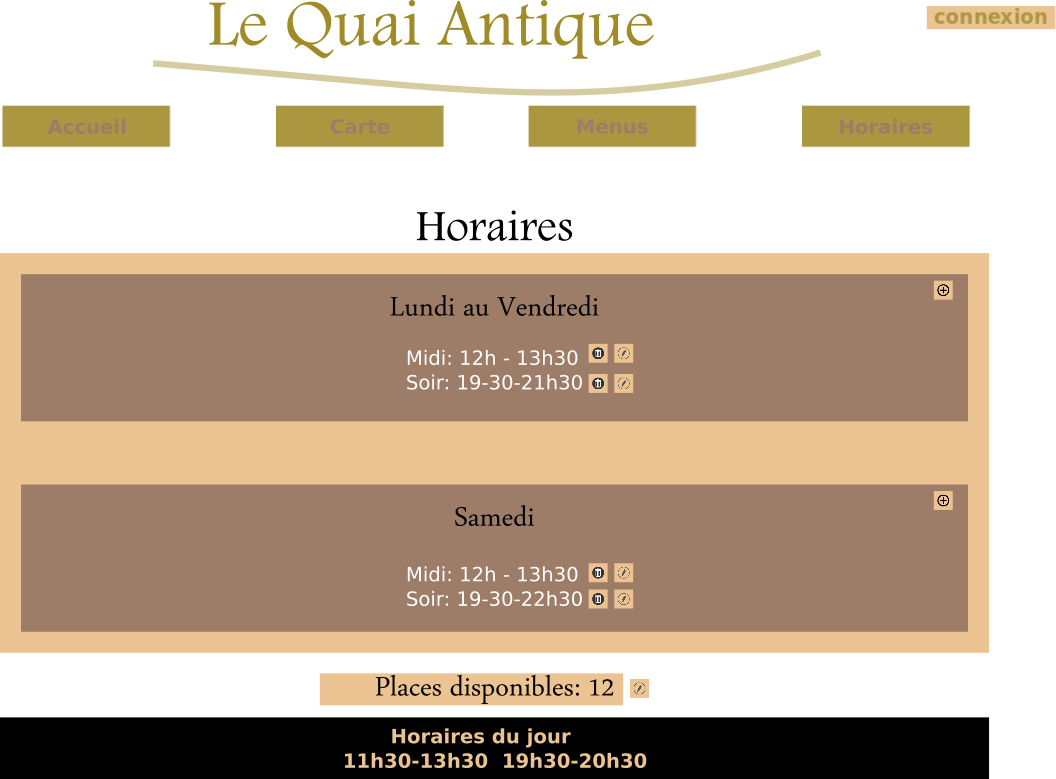 Le Quai Antique
connexion
Accueil
Carte
Menus
Horaires
Horaires
Lundi au Vendredi
Midi: 12h - 13h30
Soir: 19-30-21h30
Samedi
Midi: 12h - 13h30
Soir: 19-30-22h30
Places disponibles: 12
Horaires du jour
11h30-13h30 19h30-20h30